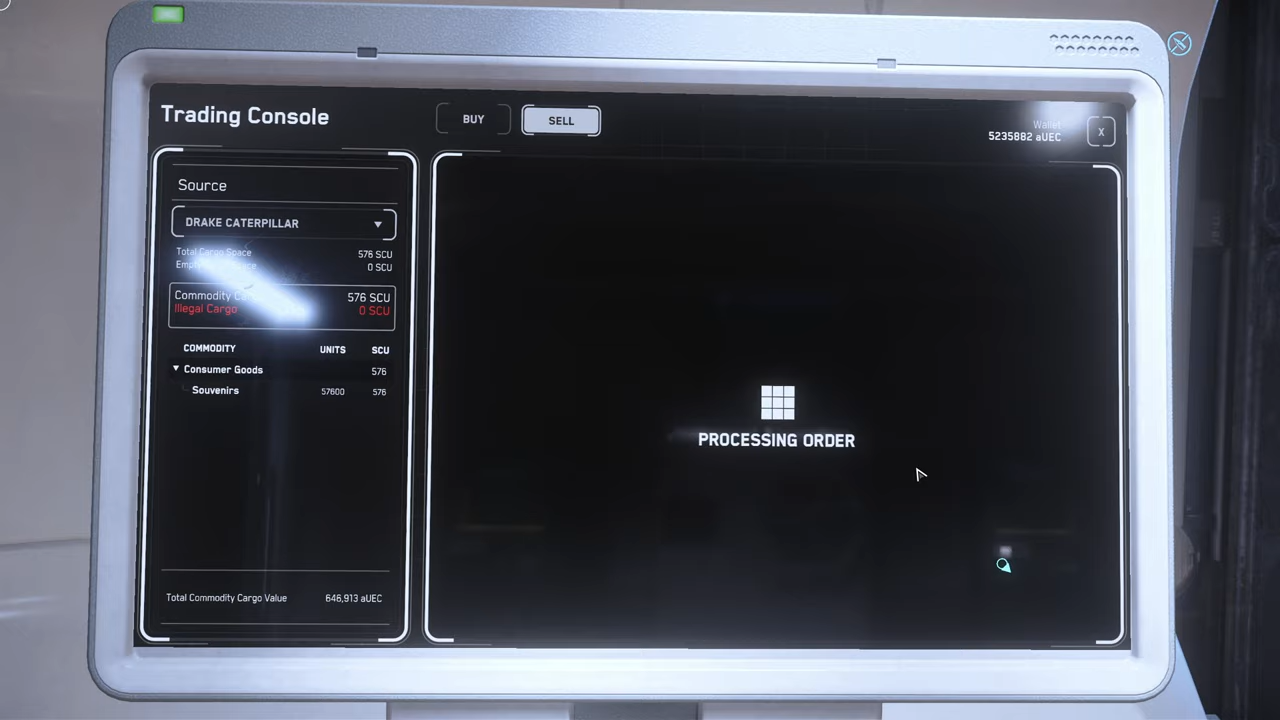 Trading Console
BUY
SELL
Wallet
5235882 aUEC
X
Source
DRAKE CATERPILLAR
Total Cargo Space 576 SCU
0 SCU
Commodity 576 SCU
Illegal Cargo 0 SCU
COMMODITY UNITS SCU
Consumer Goods 576
Souvenirs 57600 576
Total Commodity Cargo Value 646,913 aUEC
PROCESSING ORDER